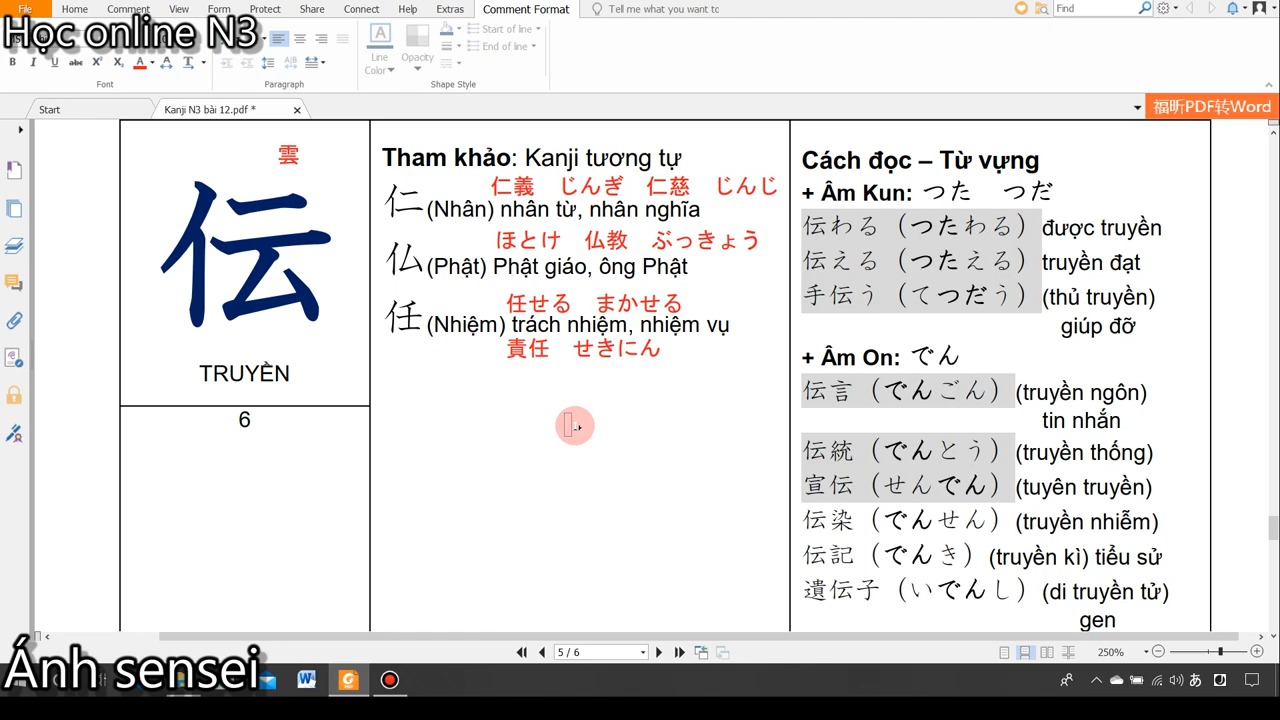 File Home Comment View Form Protect Share Connect Help Extras Comment Format Tell me what you want to Find
Học online N3
B I U abc X² X₂ A A T
Line Color Opacity Start of line End of line
Font Paragraph Shape Style
Start Kanji N3 bài 12.pdf * 福昕PDF转Word
雲
伝
TRUYỀN
6
Tham khảo: Kanji tương tự
仁義 じんぎ 仁慈 じんじ
仁 (Nhân) nhân từ, nhân nghĩa
ほとけ 仏教 ぶっきょう
仏 (Phật) Phật giáo, ông Phật
任せる まかせる
任 (Nhiệm) trách nhiệm, nhiệm vụ
責任 せきにん
Cách đọc – Từ vựng
+ Âm Kun: つた つだ
伝わる（つたわる）được truyền
伝える（つたえる）truyền đạt
手伝う（てつだう）(thủ truyền)
giúp đỡ
+ Âm On: でん
伝言（でんごん）(truyền ngôn)
tin nhắn
伝統（でんとう）(truyền thống)
宣伝（せんでん）(tuyên truyền)
伝染（でんせん）(truyền nhiễm)
伝記（でんき）(truyền kì) tiểu sử
遺伝子（いでんし）(di truyền tử)
gen
5 / 6 250%
Ánh sensei
あ